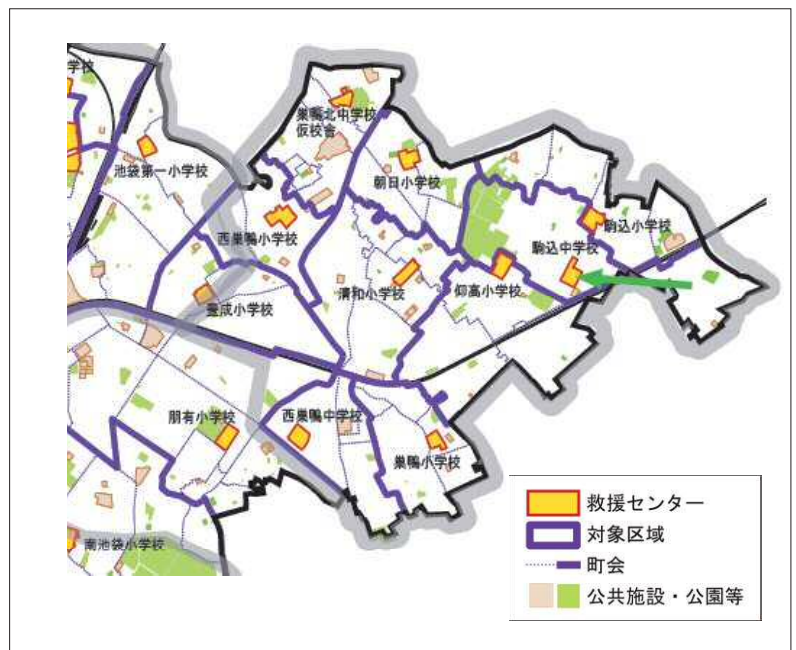 学校
池袋第一小学校
巣鴨北中学校
仮校舎
朝日小学校
西巣鴨小学校
駒込小学校
駒込中学校
清和小学校
仰高小学校
豊成小学校
朋有小学校
西巣鴨中学校
巣鴨小学校
南池袋小学校
救援センター
対象区域
町会
公共施設・公園等